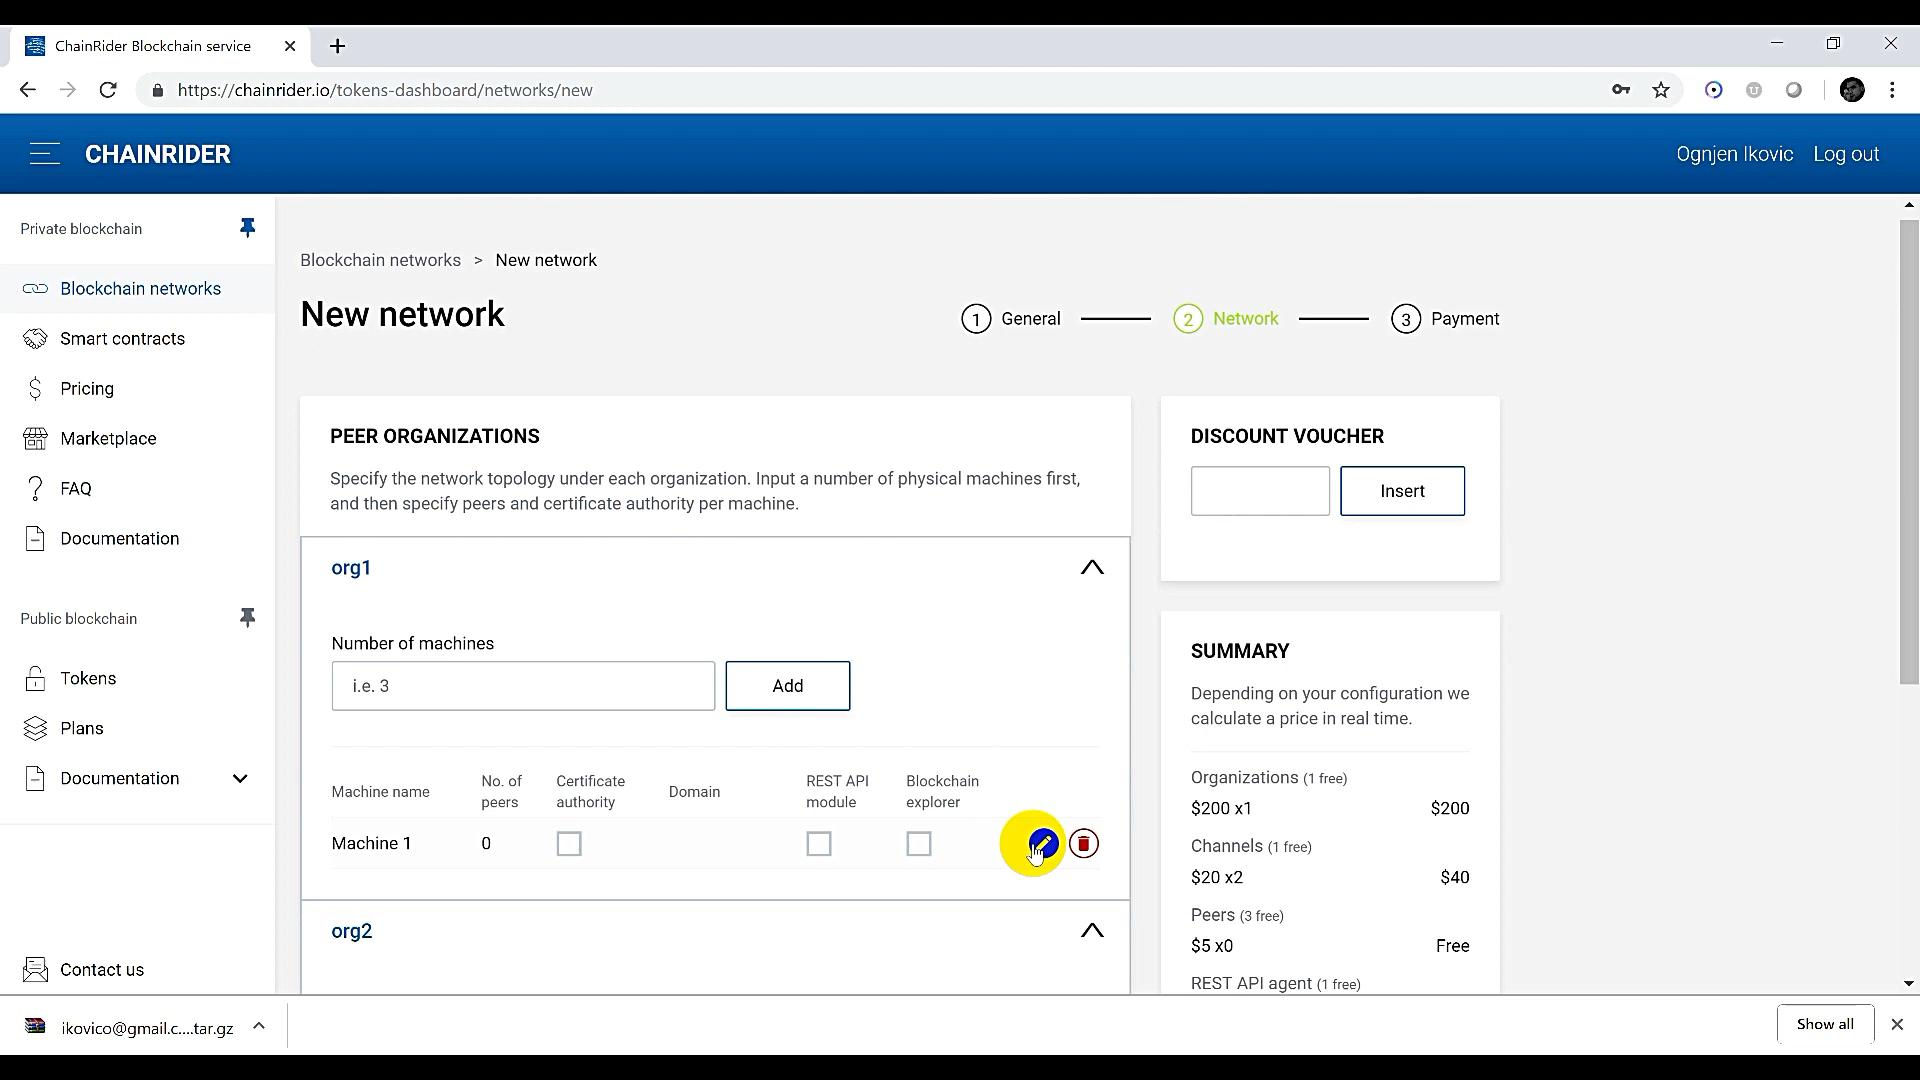 ChainRider Blockchain service
https://chainrider.io/tokens-dashboard/networks/new
CHAINRIDER
Ognjen Ikovic
Log out
Private blockchain
Blockchain networks
Smart contracts
Pricing
Marketplace
FAQ
Documentation
Public blockchain
Tokens
Plans
Documentation
Contact us
Blockchain networks > New network
New network
1 General
2 Network
3 Payment
PEER ORGANIZATIONS
Specify the network topology under each organization. Input a number of physical machines first,
and then specify peers and certificate authority per machine.
org1
Number of machines
i.e. 3
Add
Machine name
No. of
peers
Certificate
authority
Domain
REST API
module
Blockchain
explorer
Machine 1
0
org2
DISCOUNT VOUCHER
Insert
SUMMARY
Depending on your configuration we
calculate a price in real time.
Organizations (1 free)
$200 x1 $200
Channels (1 free)
$20 x2 $40
Peers (3 free)
$5 x0 Free
REST API agent (1 free)
ikovico@gmail.c....tar.gz
Show all